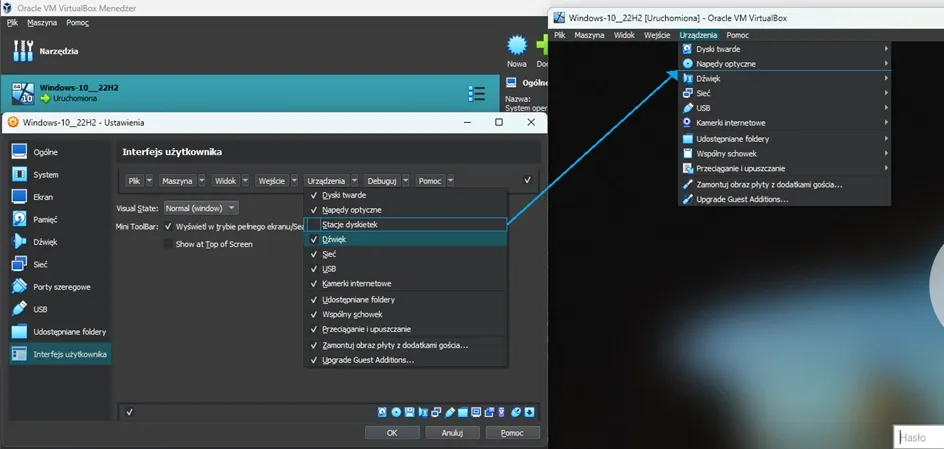 Oracle VM VirtualBox Menedżer
Plik Maszyna Pomoc
Narzędzia
Nowa
Windows-10__22H2
Uruchomiona
Ogólne
Nazwa:
System oper
Windows-10__22H2 - Ustawienia
Ogólne
System
Ekran
Pamięć
Dźwięk
Sieć
Porty szeregowe
USB
Udostępniane foldery
Interfejs użytkownika
Interfejs użytkownika
Plik Maszyna Widok Wejście Urządzenia Debuguj Pomoc
Visual State: Normal (window)
Mini ToolBar: Wyświetl w trybie pełnego ekranu/Sea
Show at Top of Screen
Dyski twarde
Napędy optyczne
Stacje dyskietek
Dźwięk
Sieć
USB
Kamerki internetowe
Udostępniane foldery
Wspólny schowek
Przeciąganie i upuszczanie
Zamontuj obraz płyty z dodatkami gościa...
Upgrade Guest Additions...
OK Anuluj Pomoc
Windows-10__22H2 [Uruchomiona] - Oracle VM VirtualBox
Plik Maszyna Widok Wejście Urządzenia Pomoc
Dyski twarde
Napędy optyczne
Dźwięk
Sieć
USB
Kamerki internetowe
Udostępniane foldery
Wspólny schowek
Przeciąganie i upuszczanie
Zamontuj obraz płyty z dodatkami gościa...
Upgrade Guest Additions...
Hasło